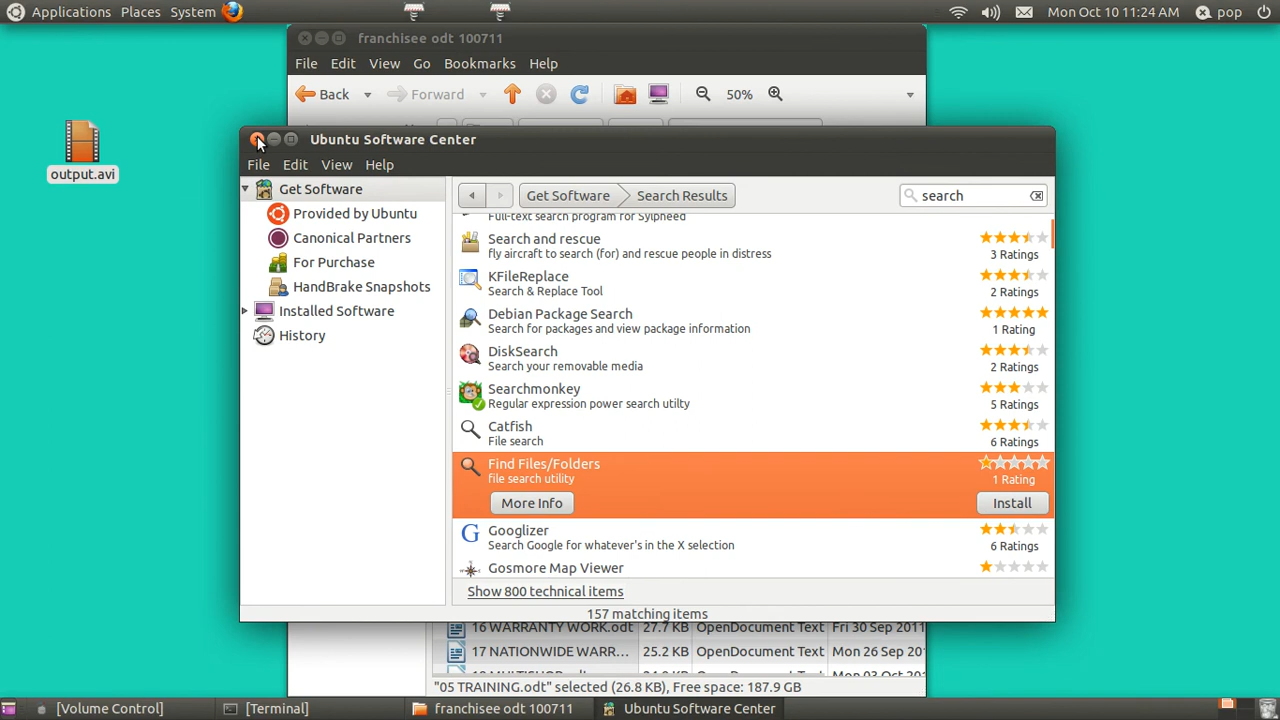 Applications Places System
Mon Oct 10 11:24 AM pop
output.avi
franchisee odt 100711
File Edit View Go Bookmarks Help
Back Forward 50%
Ubuntu Software Center
File Edit View Help
Get Software
Provided by Ubuntu
Canonical Partners
For Purchase
HandBrake Snapshots
Installed Software
History
Get Software Search Results search
Full-text search program for Sylpheed
Search and rescue
fly aircraft to search (for) and rescue people in distress
3 Ratings
KFileReplace
Search & Replace Tool
2 Ratings
Debian Package Search
Search for packages and view package information
1 Rating
DiskSearch
Search your removable media
2 Ratings
Searchmonkey
Regular expression power search utilty
5 Ratings
Catfish
File search
6 Ratings
Find Files/Folders
file search utility
1 Rating
More Info Install
Googlizer
Search Google for whatever's in the X selection
6 Ratings
Gosmore Map Viewer
Show 800 technical items
157 matching items
16 WARRANTY WORK.odt 27.7 KB OpenDocument Text Fri 30 Sep 2011
17 NATIONWIDE WARR... 25.2 KB OpenDocument Text Mon 26 Sep 201
"05 TRAINING.odt" selected (26.8 KB), Free space: 187.9 GB
[Volume Control] [Terminal] franchisee odt 100711 Ubuntu Software Center